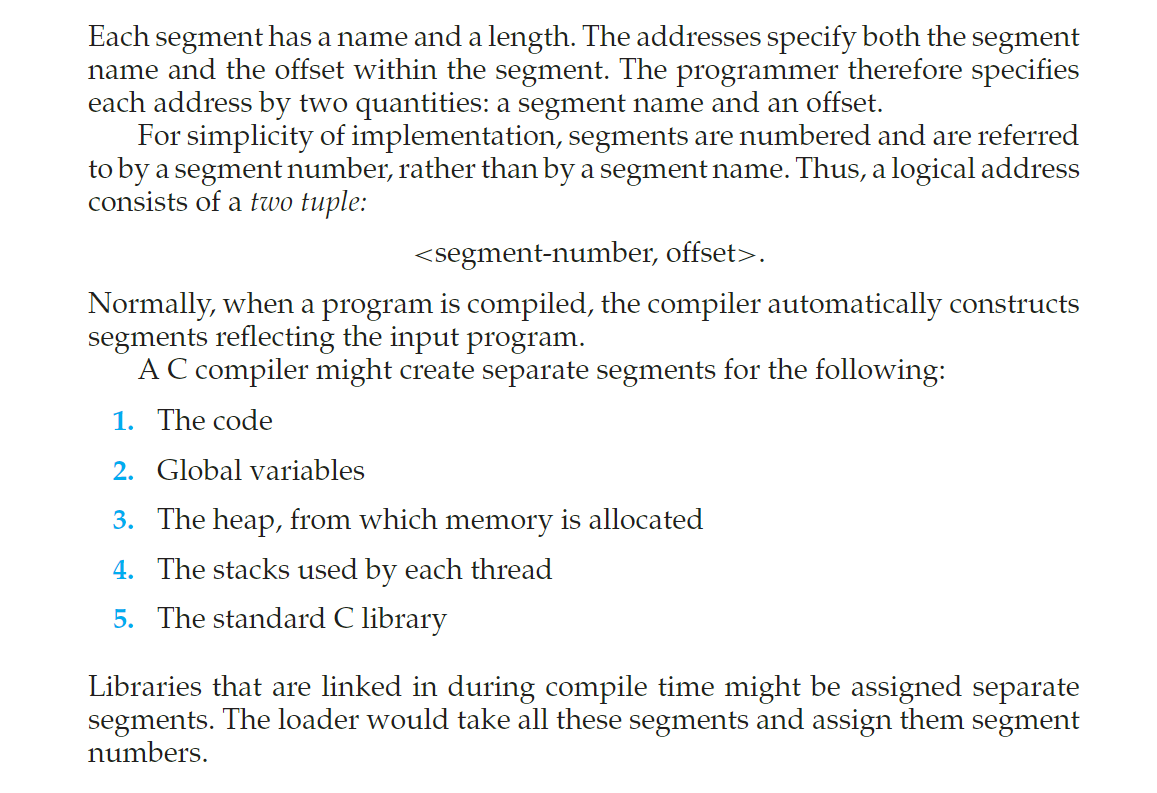 Each segment has a name and a length. The addresses specify both the segment
name and the offset within the segment. The programmer therefore specifies
each address by two quantities: a segment name and an offset.
For simplicity of implementation, segments are numbered and are referred
to by a segment number, rather than by a segment name. Thus, a logical address
consists of a two tuple:
<segment-number, offset>.
Normally, when a program is compiled, the compiler automatically constructs
segments reflecting the input program.
A C compiler might create separate segments for the following:
1. The code
2. Global variables
3. The heap, from which memory is allocated
4. The stacks used by each thread
5. The standard C library
Libraries that are linked in during compile time might be assigned separate
segments. The loader would take all these segments and assign them segment
numbers.